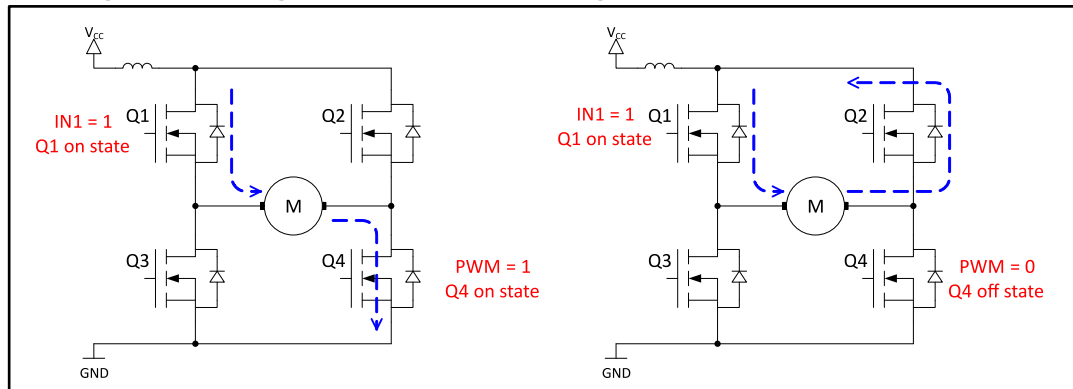 Vcc
Q1
IN1 = 1
Q1 on state
Q2
M
Q3
Q4
PWM = 1
Q4 on state
GND
Vcc
Q1
IN1 = 1
Q1 on state
Q2
M
Q3
Q4
PWM = 0
Q4 off state
GND